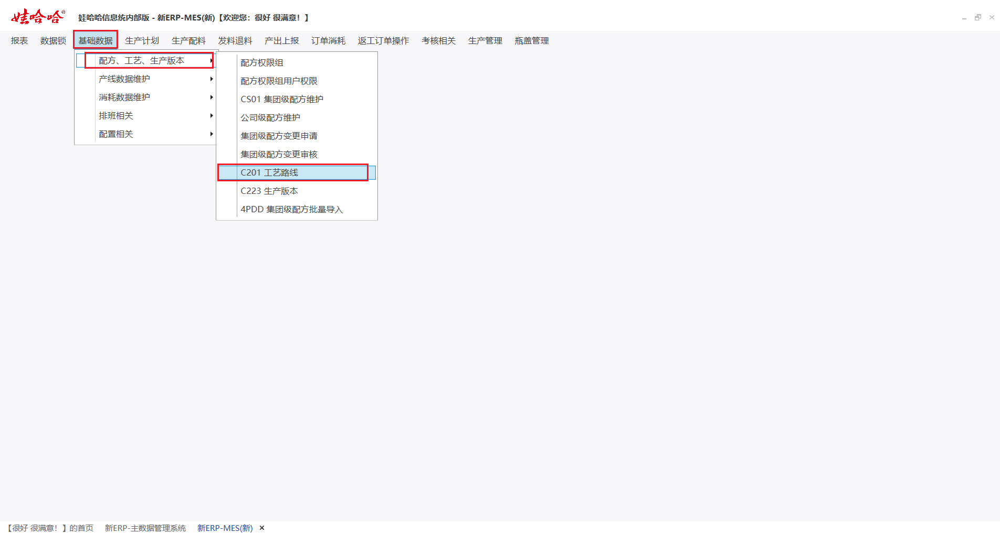 娃哈哈®
娃哈哈信息统内部版 - 新ERP-MES(新)【欢迎您：很好 很满意！】
报表 数据锁 基础数据 生产计划 生产配料 发料退料 产出上报 订单消耗 返工订单操作 考核相关 生产管理 瓶盖管理
配方、工艺、生产版本
产线数据维护
消耗数据维护
排班相关
配置相关
配方权限组
配方权限组用户权限
CS01 集团级配方维护
公司级配方维护
集团级配方变更申请
集团级配方变更审核
C201 工艺路线
C223 生产版本
4PDD 集团级配方批量导入
【很好 很满意！】的首页 新ERP-主数据管理系统 新ERP-MES(新)